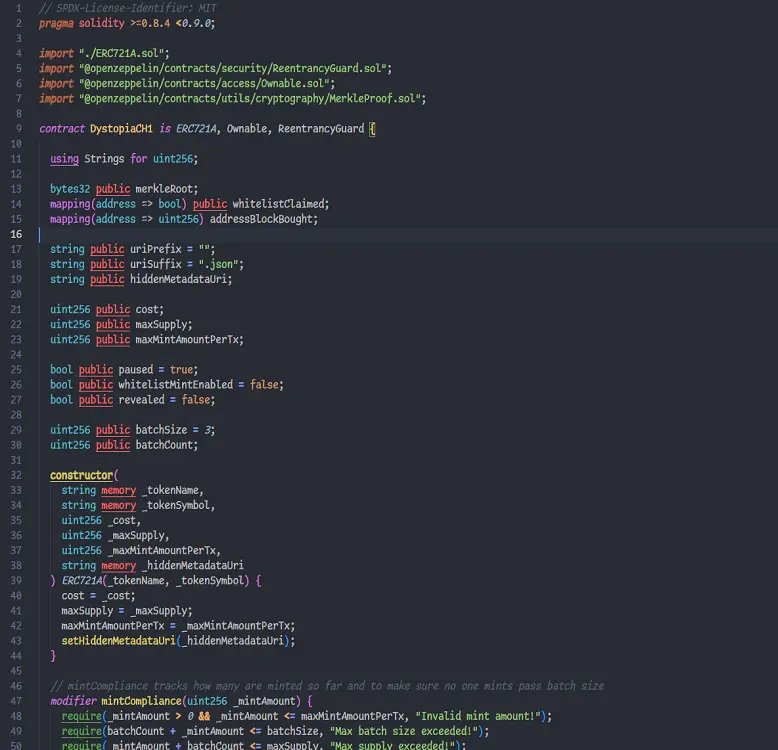 1 // SPDX-License-Identifier: MIT
2 pragma solidity >=0.8.4 <0.9.0;
3
4 import "./ERC721A.sol";
5 import "@openzeppelin/contracts/security/ReentrancyGuard.sol";
6 import "@openzeppelin/contracts/access/Ownable.sol";
7 import "@openzeppelin/contracts/utils/cryptography/MerkleProof.sol";
8
9 contract DystopiaCH1 is ERC721A, Ownable, ReentrancyGuard {
10
11 using Strings for uint256;
12
13 bytes32 public merkleRoot;
14 mapping(address => bool) public whitelistClaimed;
15 mapping(address => uint256) addressBlockBought;
16
17 string public uriPrefix = "";
18 string public uriSuffix = ".json";
19 string public hiddenMetadataUri;
20
21 uint256 public cost;
22 uint256 public maxSupply;
23 uint256 public maxMintAmountPerTx;
24
25 bool public paused = true;
26 bool public whitelistMintEnabled = false;
27 bool public revealed = false;
28
29 uint256 public batchSize = 3;
30 uint256 public batchCount;
31
32 constructor(
33 string memory _tokenName,
34 string memory _tokenSymbol,
35 uint256 _cost,
36 uint256 _maxSupply,
37 uint256 _maxMintAmountPerTx,
38 string memory _hiddenMetadataUri
39 ) ERC721A(_tokenName, _tokenSymbol) {
40 cost = _cost;
41 maxSupply = _maxSupply;
42 maxMintAmountPerTx = _maxMintAmountPerTx;
43 setHiddenMetadataUri(_hiddenMetadataUri);
44 }
45
46 // mintCompliance tracks how many are minted so far and to make sure no one mints pass batch size
47 modifier mintCompliance(uint256 _mintAmount) {
48 require(_mintAmount > 0 && _mintAmount <= maxMintAmountPerTx, "Invalid mint amount!");
49 require(batchCount + _mintAmount <= batchSize, "Max batch size exceeded!");
50 require(_mintAmount + batchCount <= maxSupply, "Max supply exceeded!");